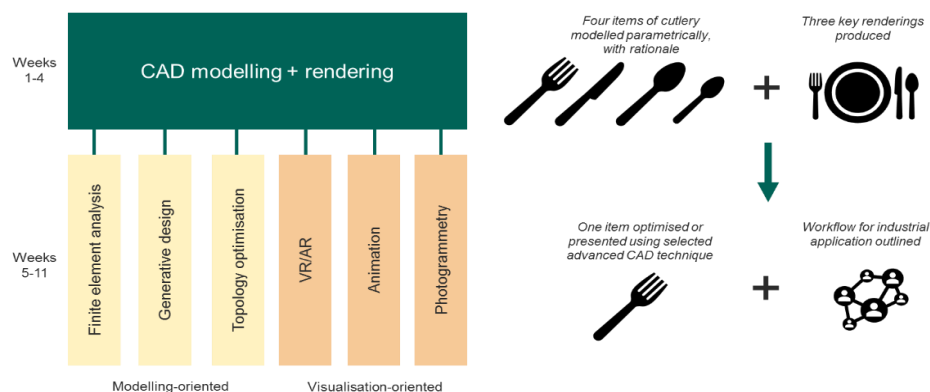 Weeks
1-4
CAD modelling + rendering
Weeks
5-11
Finite element analysis
Generative design
Topology optimisation
VR/AR
Animation
Photogrammetry
Modelling-oriented
Visualisation-oriented
Four items of cutlery
modelled parametrically,
with rationale
Three key renderings
produced
+
One item optimised or
presented using selected
advanced CAD technique
Workflow for industrial
application outlined
+